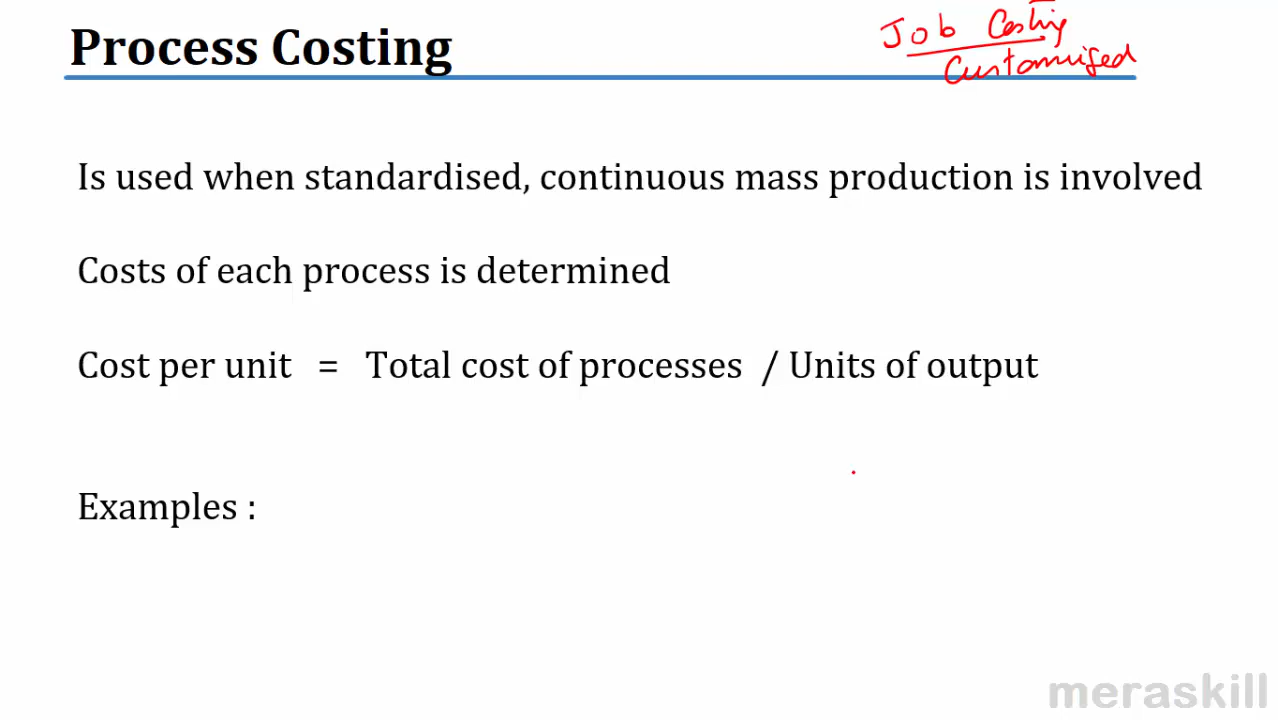 Process Costing
Job Costing
Customised
Is used when standardised, continuous mass production is involved
Costs of each process is determined
Cost per unit = Total cost of processes / Units of output
Examples :
meraskill